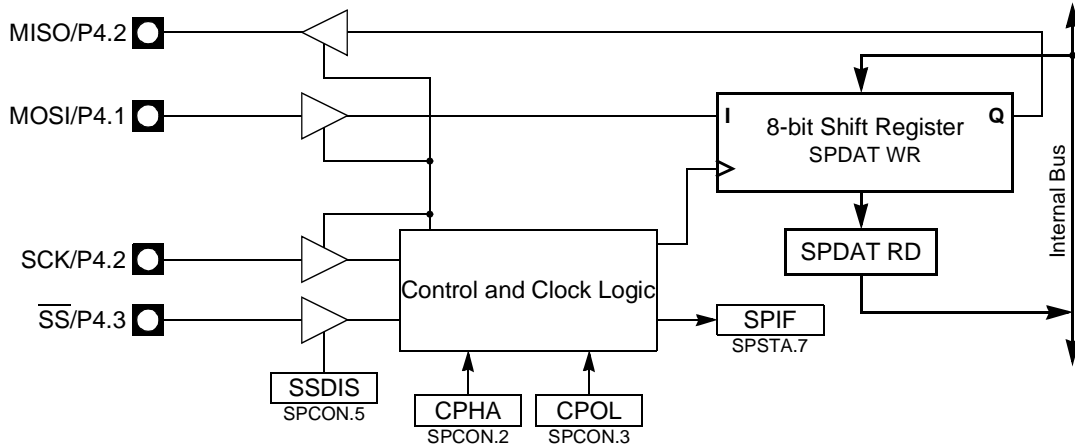 MISO/P4.2
MOSI/P4.1
I
8-bit Shift Register
Q
SPDAT WR
Internal Bus
SCK/P4.2
Control and Clock Logic
SPDAT RD
SS/P4.3
SPIF
SPSTA.7
SSDIS
SPCON.5
CPHA
SPCON.2
CPOL
SPCON.3